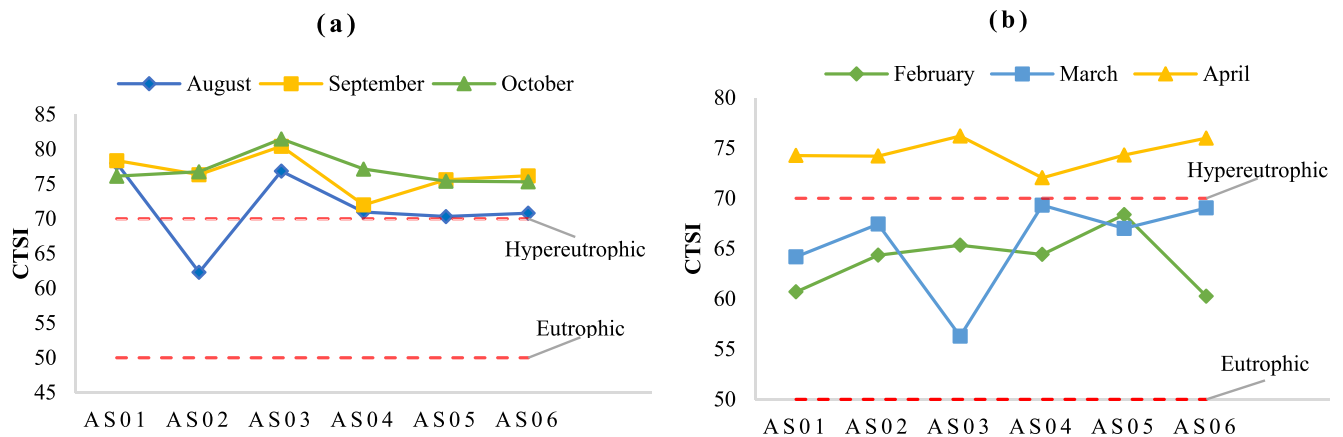 (a)
August September October
CTSI
85
80
75
70
65
60
55
50
45
Hypereutrophic
Eutrophic
AS01 AS02 AS03 AS04 AS05 AS06
(b)
February March April
CTSI
80
75
70
65
60
55
50
Hypereutrophic
Eutrophic
AS01 AS02 AS03 AS04 AS05 AS06